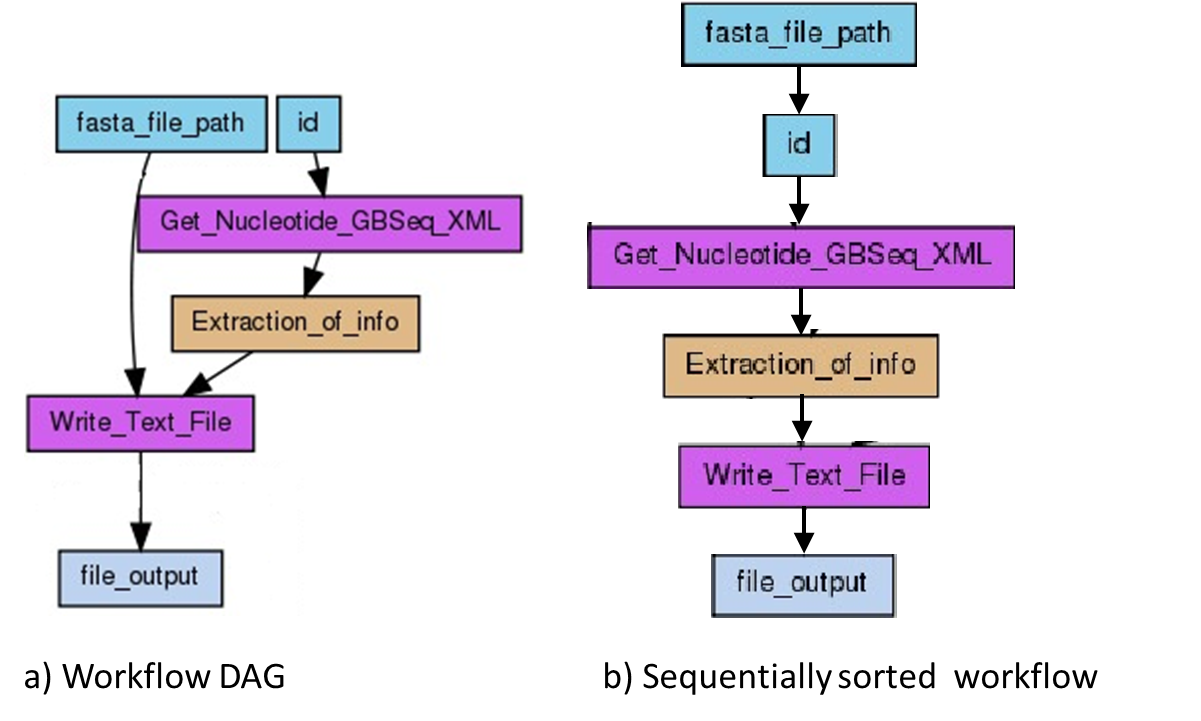 fasta_file_path
id
Get_Nucleotide_GBSeq_XML
Extraction_of_info
Write_Text_File
file_output
a) Workflow DAG
fasta_file_path
id
Get_Nucleotide_GBSeq_XML
Extraction_of_info
Write_Text_File
file_output
b) Sequentially sorted workflow